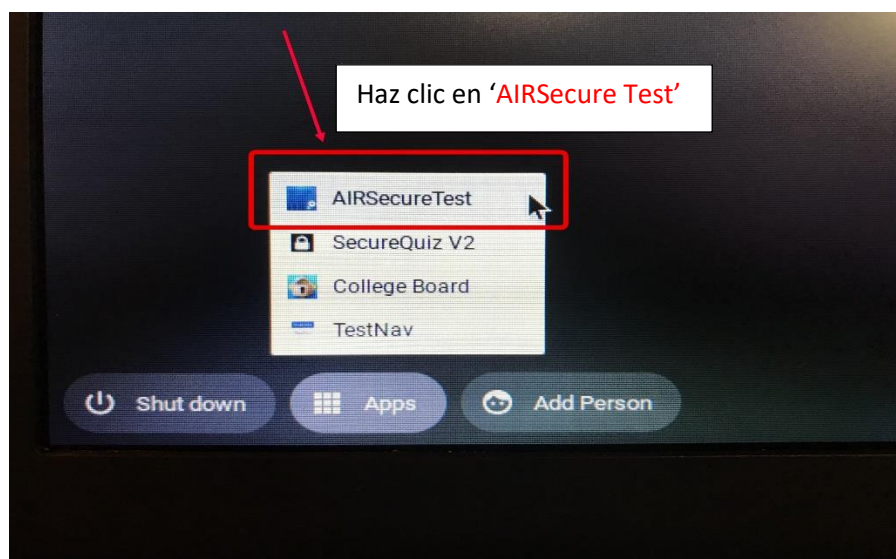 Haz clic en ‘AIRSecure Test’
AIRSecureTest
SecureQuiz V2
College Board
TestNav
Shut down Apps Add Person